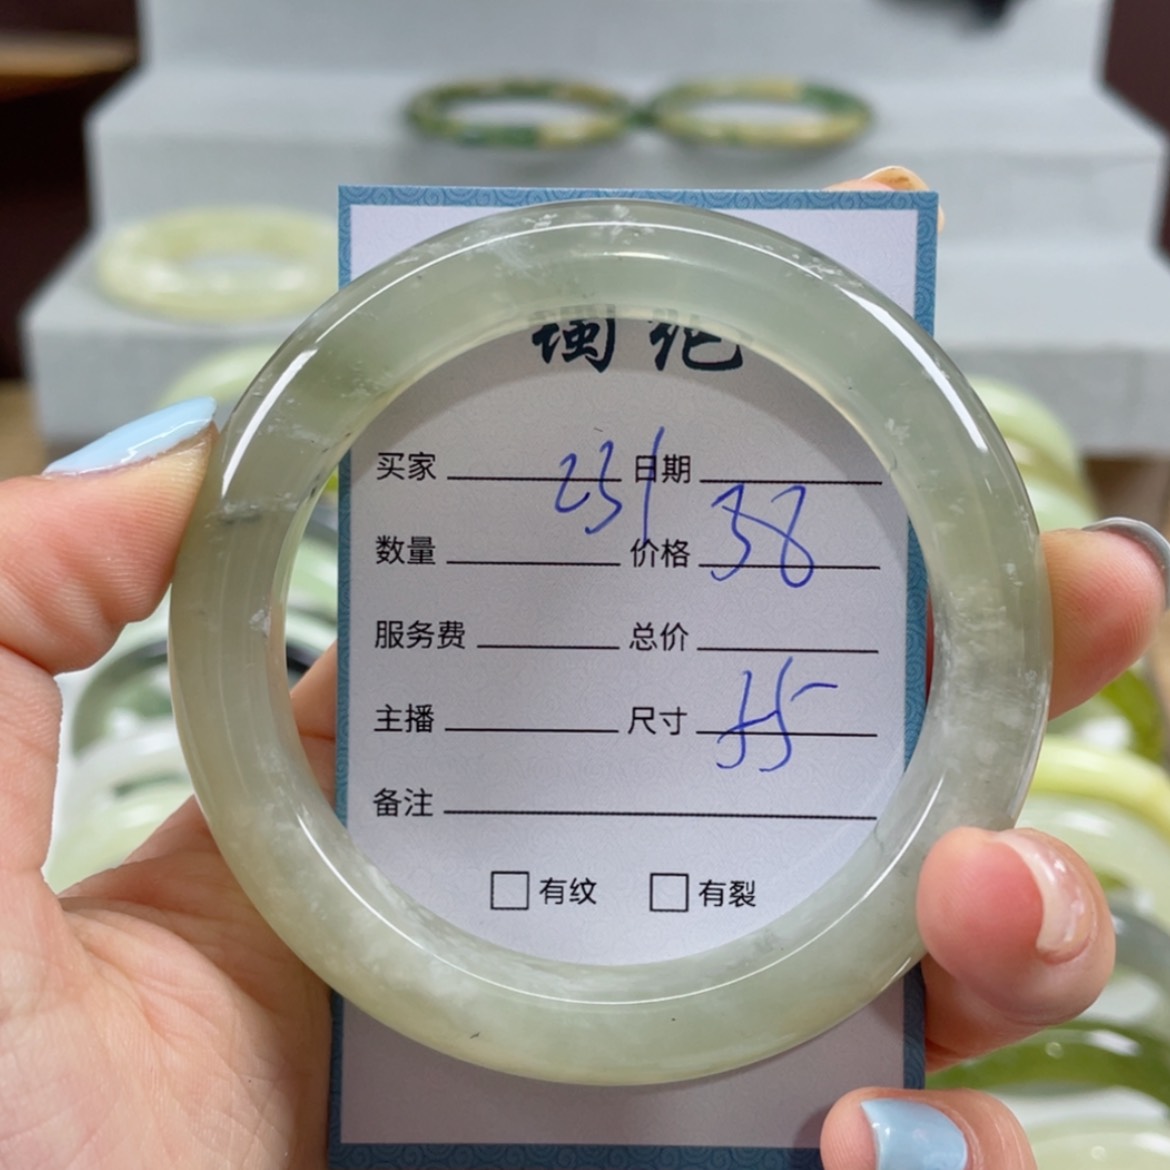 买家 231 日期
数量 价格 38
服务费 总价
主播 尺寸 55
备注
□ 有纹 □ 有裂